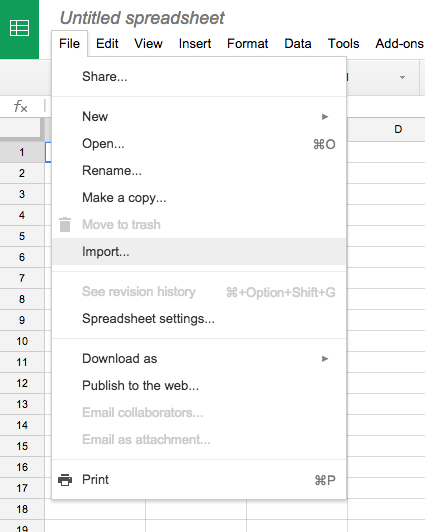 Untitled spreadsheet
File Edit View Insert Format Data Tools Add-ons
Share...
fx
New
D
Open... ⌘O
1
Rename...
2
Make a copy...
3
Move to trash
4
5
Import...
6
7
See revision history ⌘+Option+Shift+G
8
Spreadsheet settings...
9
10
Download as
11
Publish to the web...
12
Email collaborators...
13
14
Email as attachment...
15
16
Print ⌘P
17
18
19